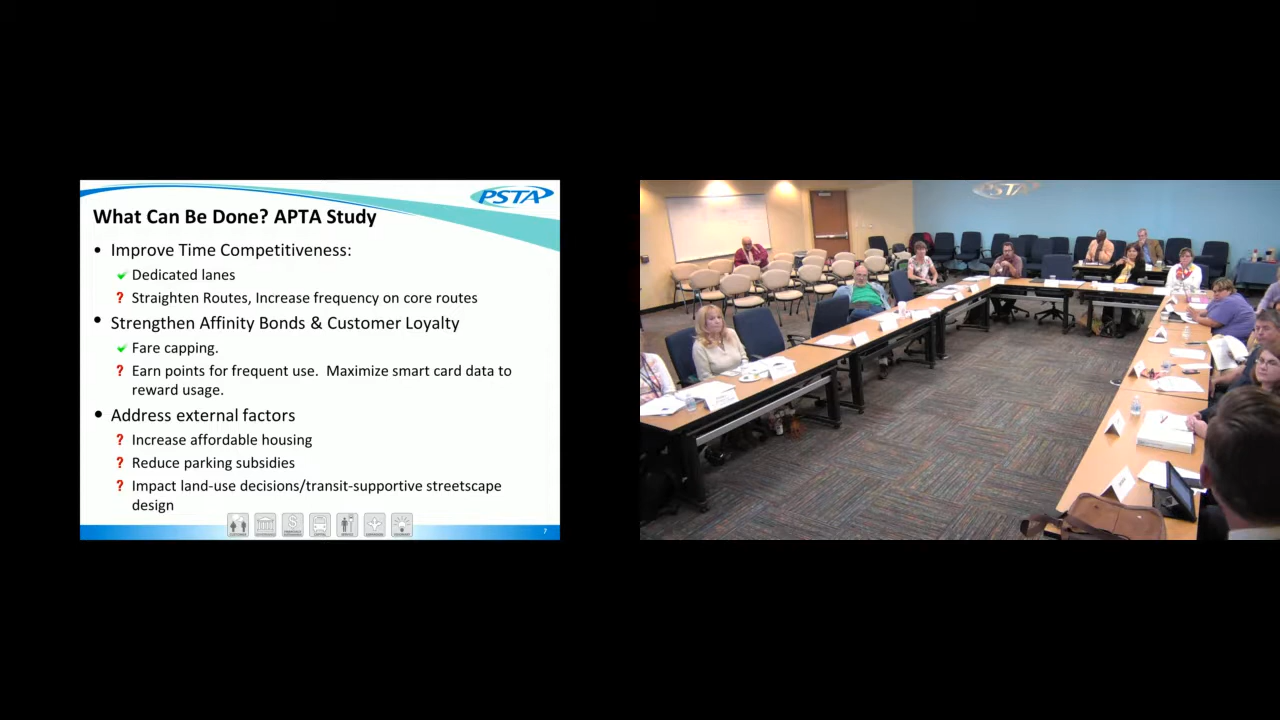 PSTA
What Can Be Done? APTA Study
• Improve Time Competitiveness:
Dedicated lanes
? Straighten Routes, Increase frequency on core routes
• Strengthen Affinity Bonds & Customer Loyalty
Fare capping.
? Earn points for frequent use.  Maximize smart card data to
reward usage.
• Address external factors
? Increase affordable housing
? Reduce parking subsidies
? Impact land-use decisions/transit-supportive streetscape
design
7
PSTA